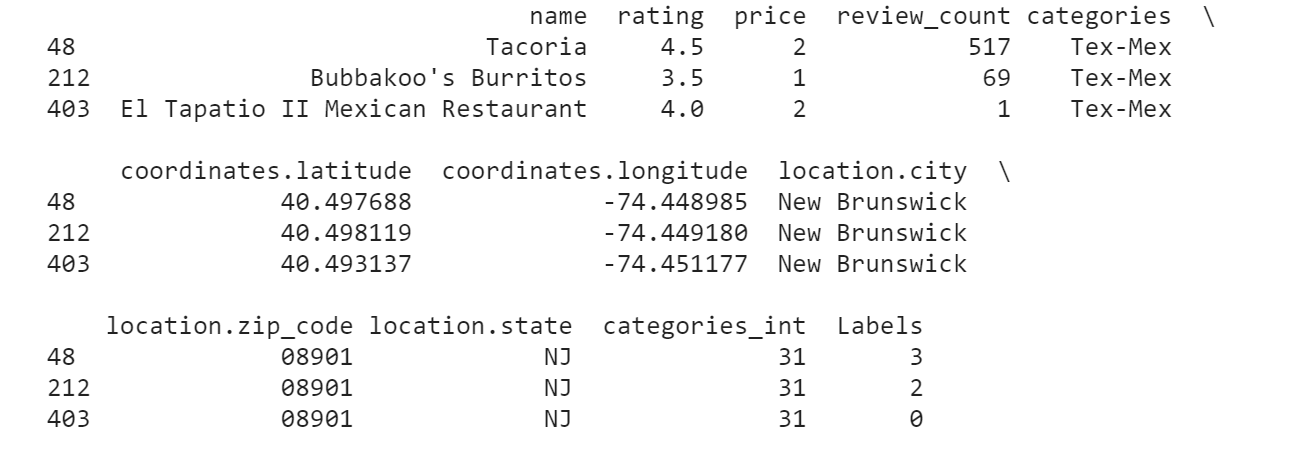 name rating price review_count categories \
48 Tacoria 4.5 2 517 Tex-Mex
212 Bubbakoo's Burritos 3.5 1 69 Tex-Mex
403 El Tapatio II Mexican Restaurant 4.0 2 1 Tex-Mex
coordinates.latitude coordinates.longitude location.city \
48 40.497688 -74.448985 New Brunswick
212 40.498119 -74.449180 New Brunswick
403 40.493137 -74.451177 New Brunswick
location.zip_code location.state categories_int Labels
48 08901 NJ 31 3
212 08901 NJ 31 2
403 08901 NJ 31 0